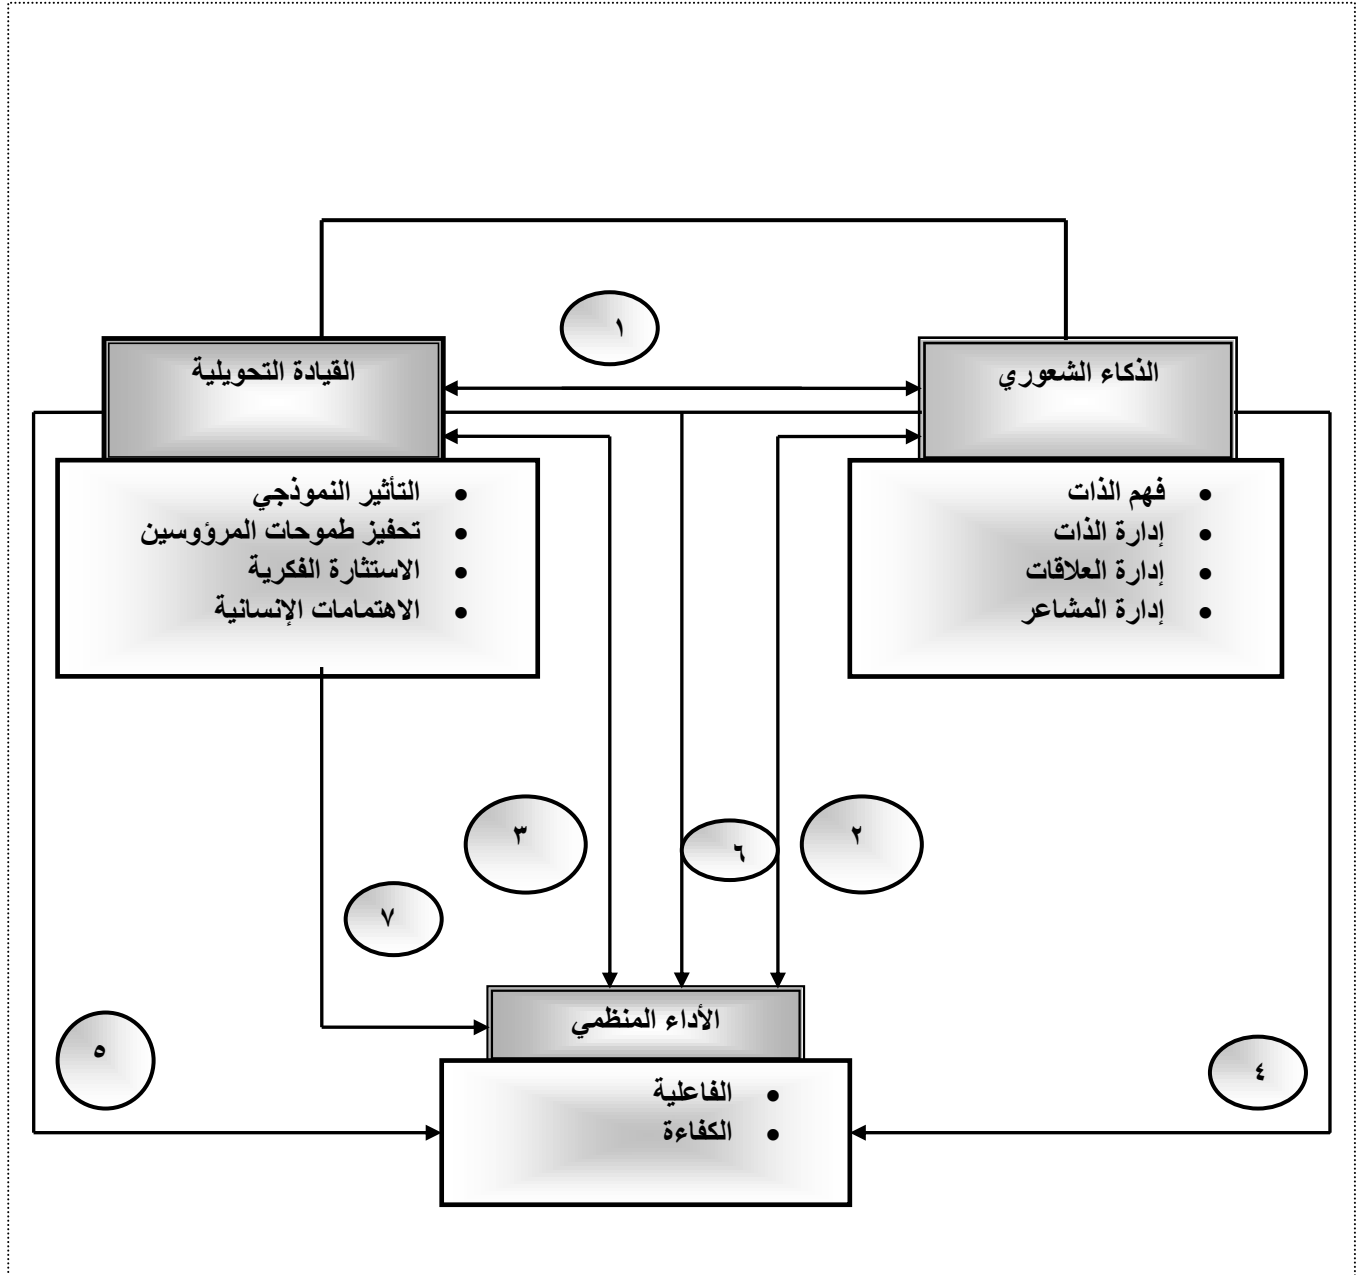 ١
الذكاء الشعوري
القيادة التحويلية
• فهم الذات
• إدارة الذات
• إدارة العلاقات
• إدارة المشاعر
• التأثير النموذجي
• تحفيز طموحات المرؤوسين
• الاستثارة الفكرية
• الاهتمامات الإنسانية
٢
٦
٣
٧
الأداء المنظمي
٤
٥
• الفاعلية
• الكفاءة